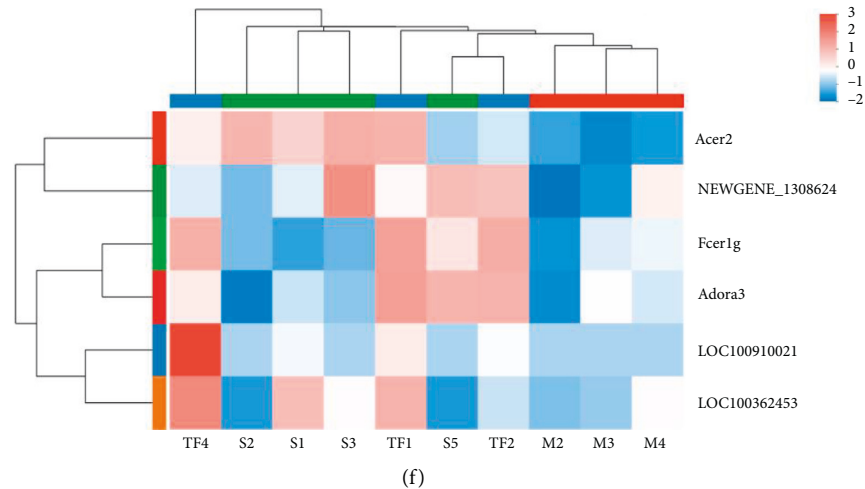 3
2
1
0
−1
−2
Acer2
NEWGENE_1308624
Fcer1g
Adora3
LOC100910021
LOC100362453
TF4 S2 S1 S3 TF1 S5 TF2 M2 M3 M4
(f)